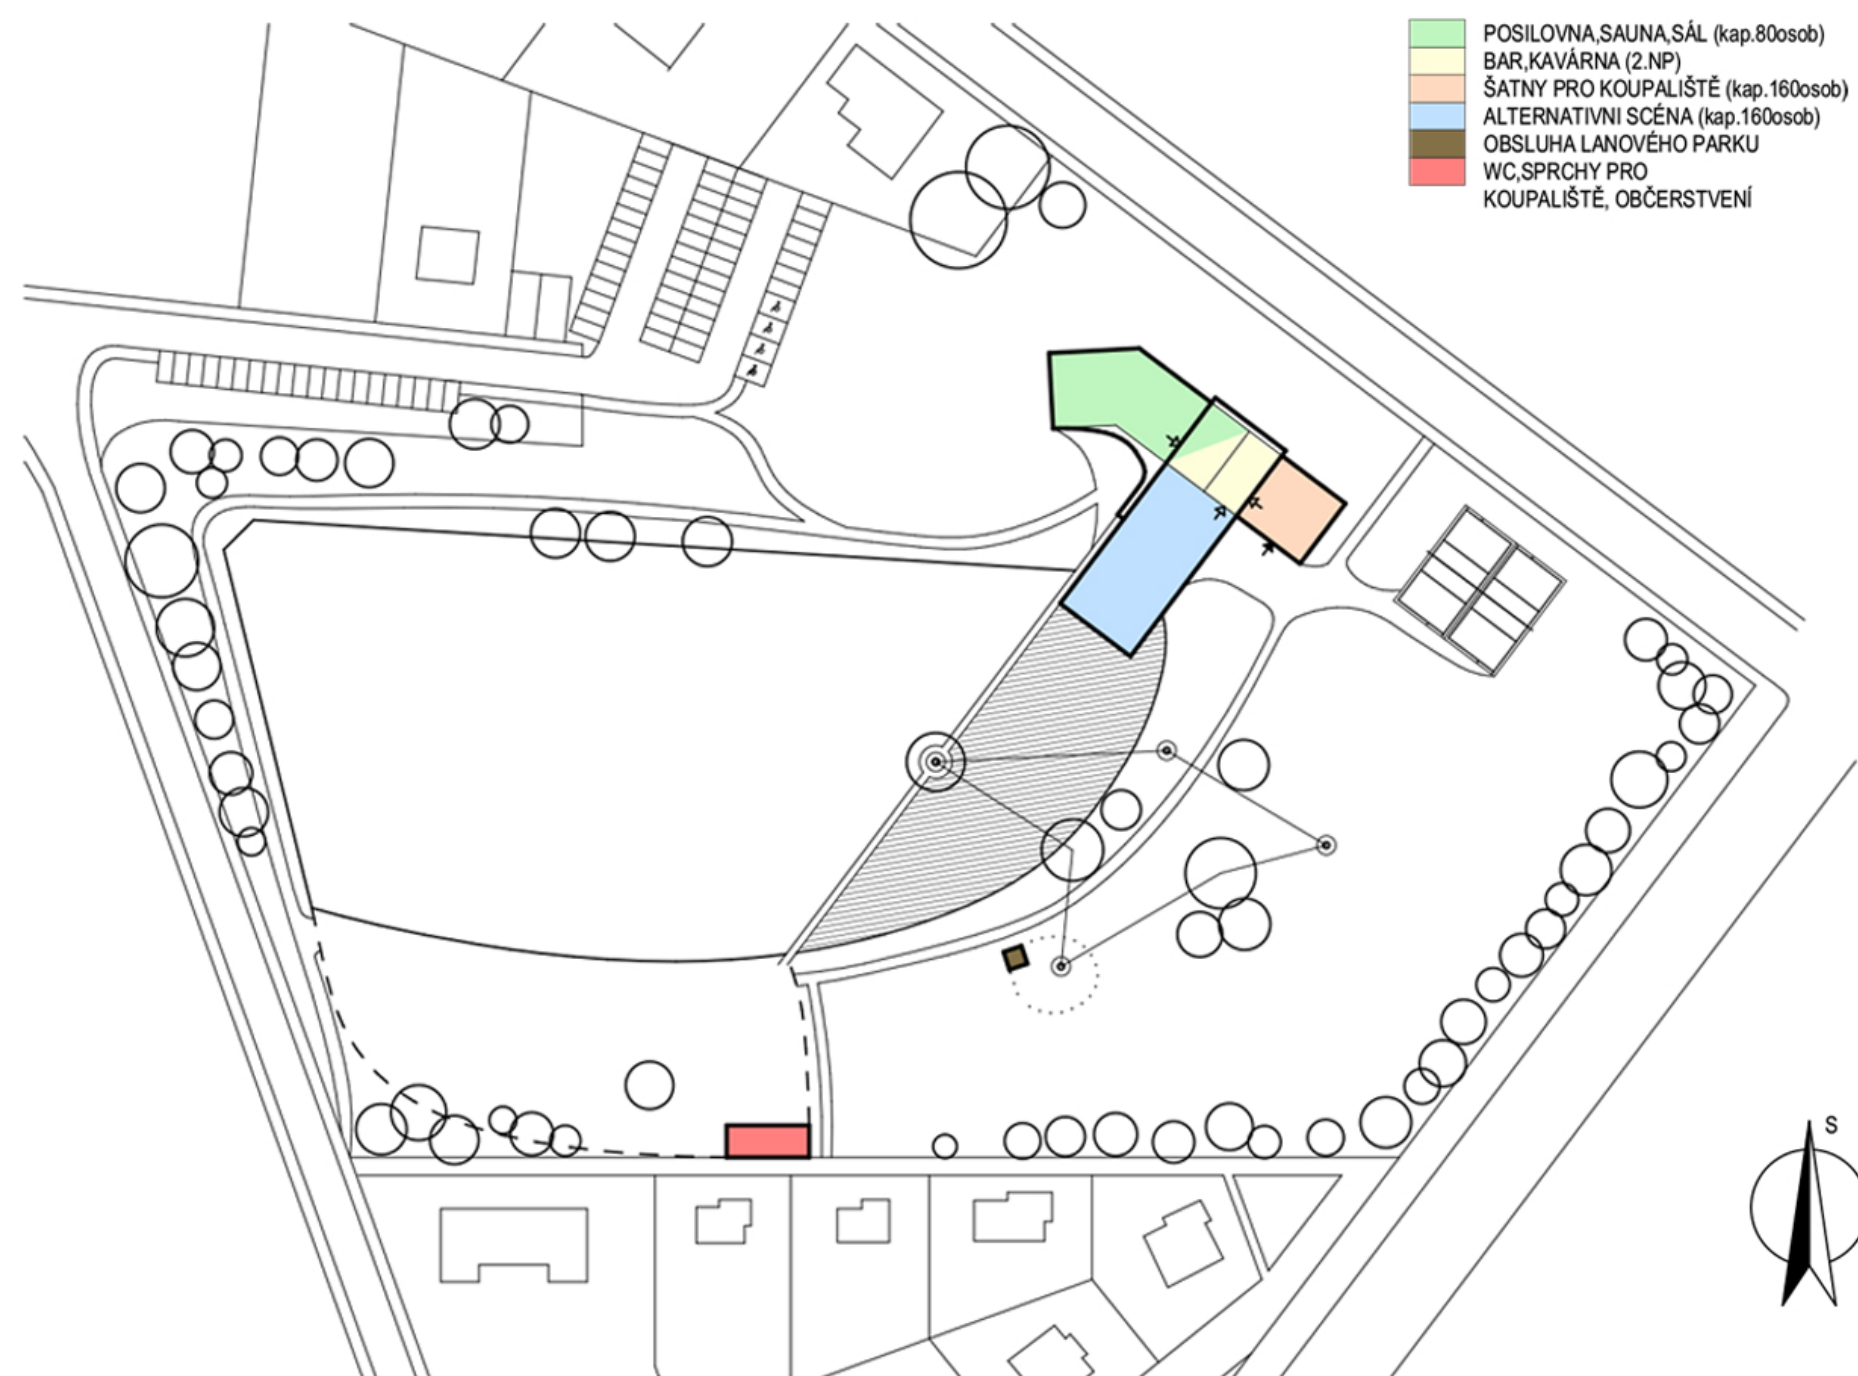 POSILOVNA,SAUNA,SÁL (kap.80osob)
BAR,KAVÁRNA (2.NP)
ŠATNY PRO KOUPALIŠTĚ (kap.160osob)
ALTERNATIVNI SCÉNA (kap.160osob)
OBSLUHA LANOVÉHO PARKU
WC,SPRCHY PRO
KOUPALIŠTĚ, OBČERSTVENÍ
S